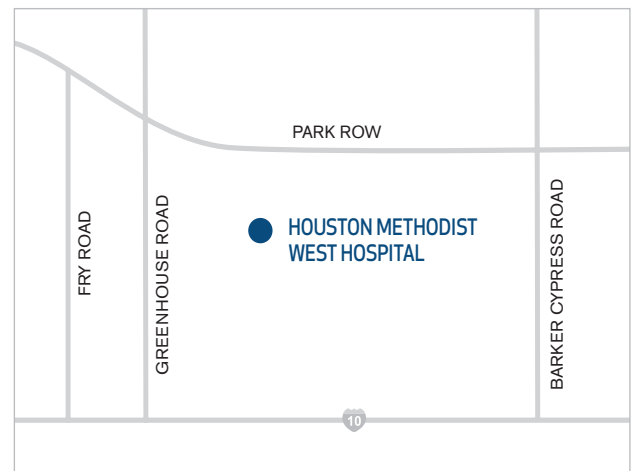 PARK ROW
FRY ROAD
GREENHOUSE ROAD
HOUSTON METHODIST
WEST HOSPITAL
BARKER CYPRESS ROAD
10